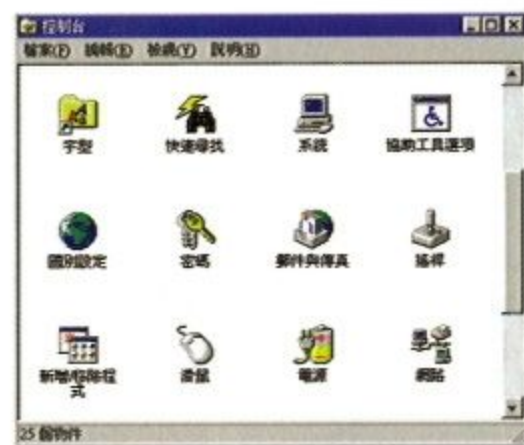 控制台
檔案(F) 編輯(E) 檢視(V) 說明(H)
字型 快速尋找 系統 協助工具選項
國別設定 密碼 郵件與傳真 搖桿
新增/移除程
式 滑鼠 電源 網路
25 個物件